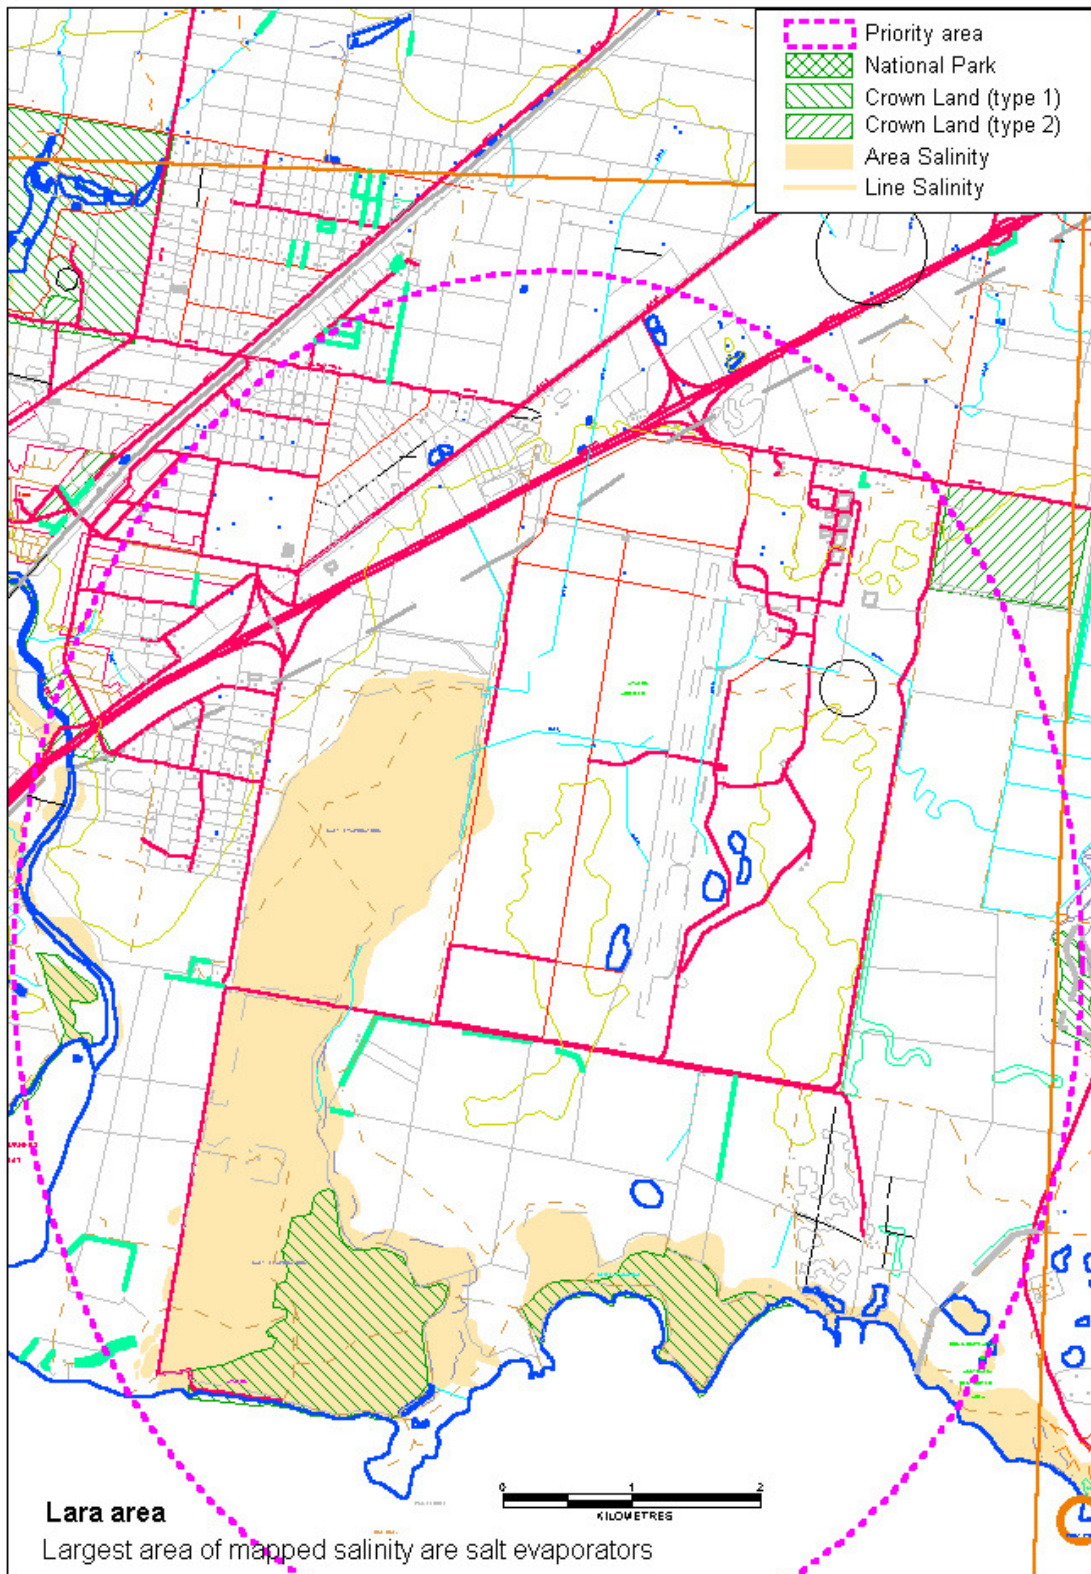 Priority area
National Park
Crown Land (type 1)
Crown Land (type 2)
Area Salinity
Line Salinity
0 1 2
KILOMETRES
Lara area
Largest area of mapped salinity are salt evaporators